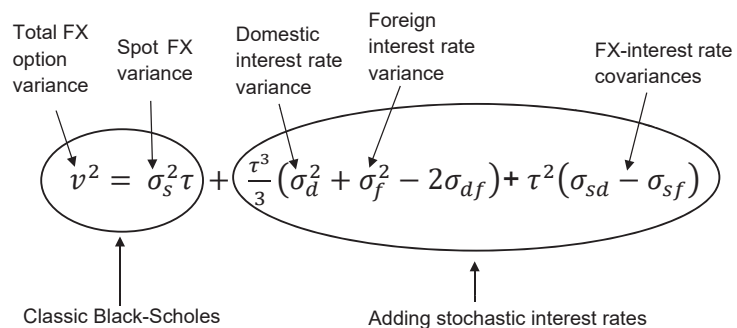 Total FX
option
variance
Spot FX
variance
Domestic
interest rate
variance
Foreign
interest rate
variance
FX-interest rate
covariances
v² = σₛ²τ + τ³/3 (σ_d² + σ_f² − 2σ_df) + τ²(σ_sd − σ_sf)
Classic Black-Scholes
Adding stochastic interest rates